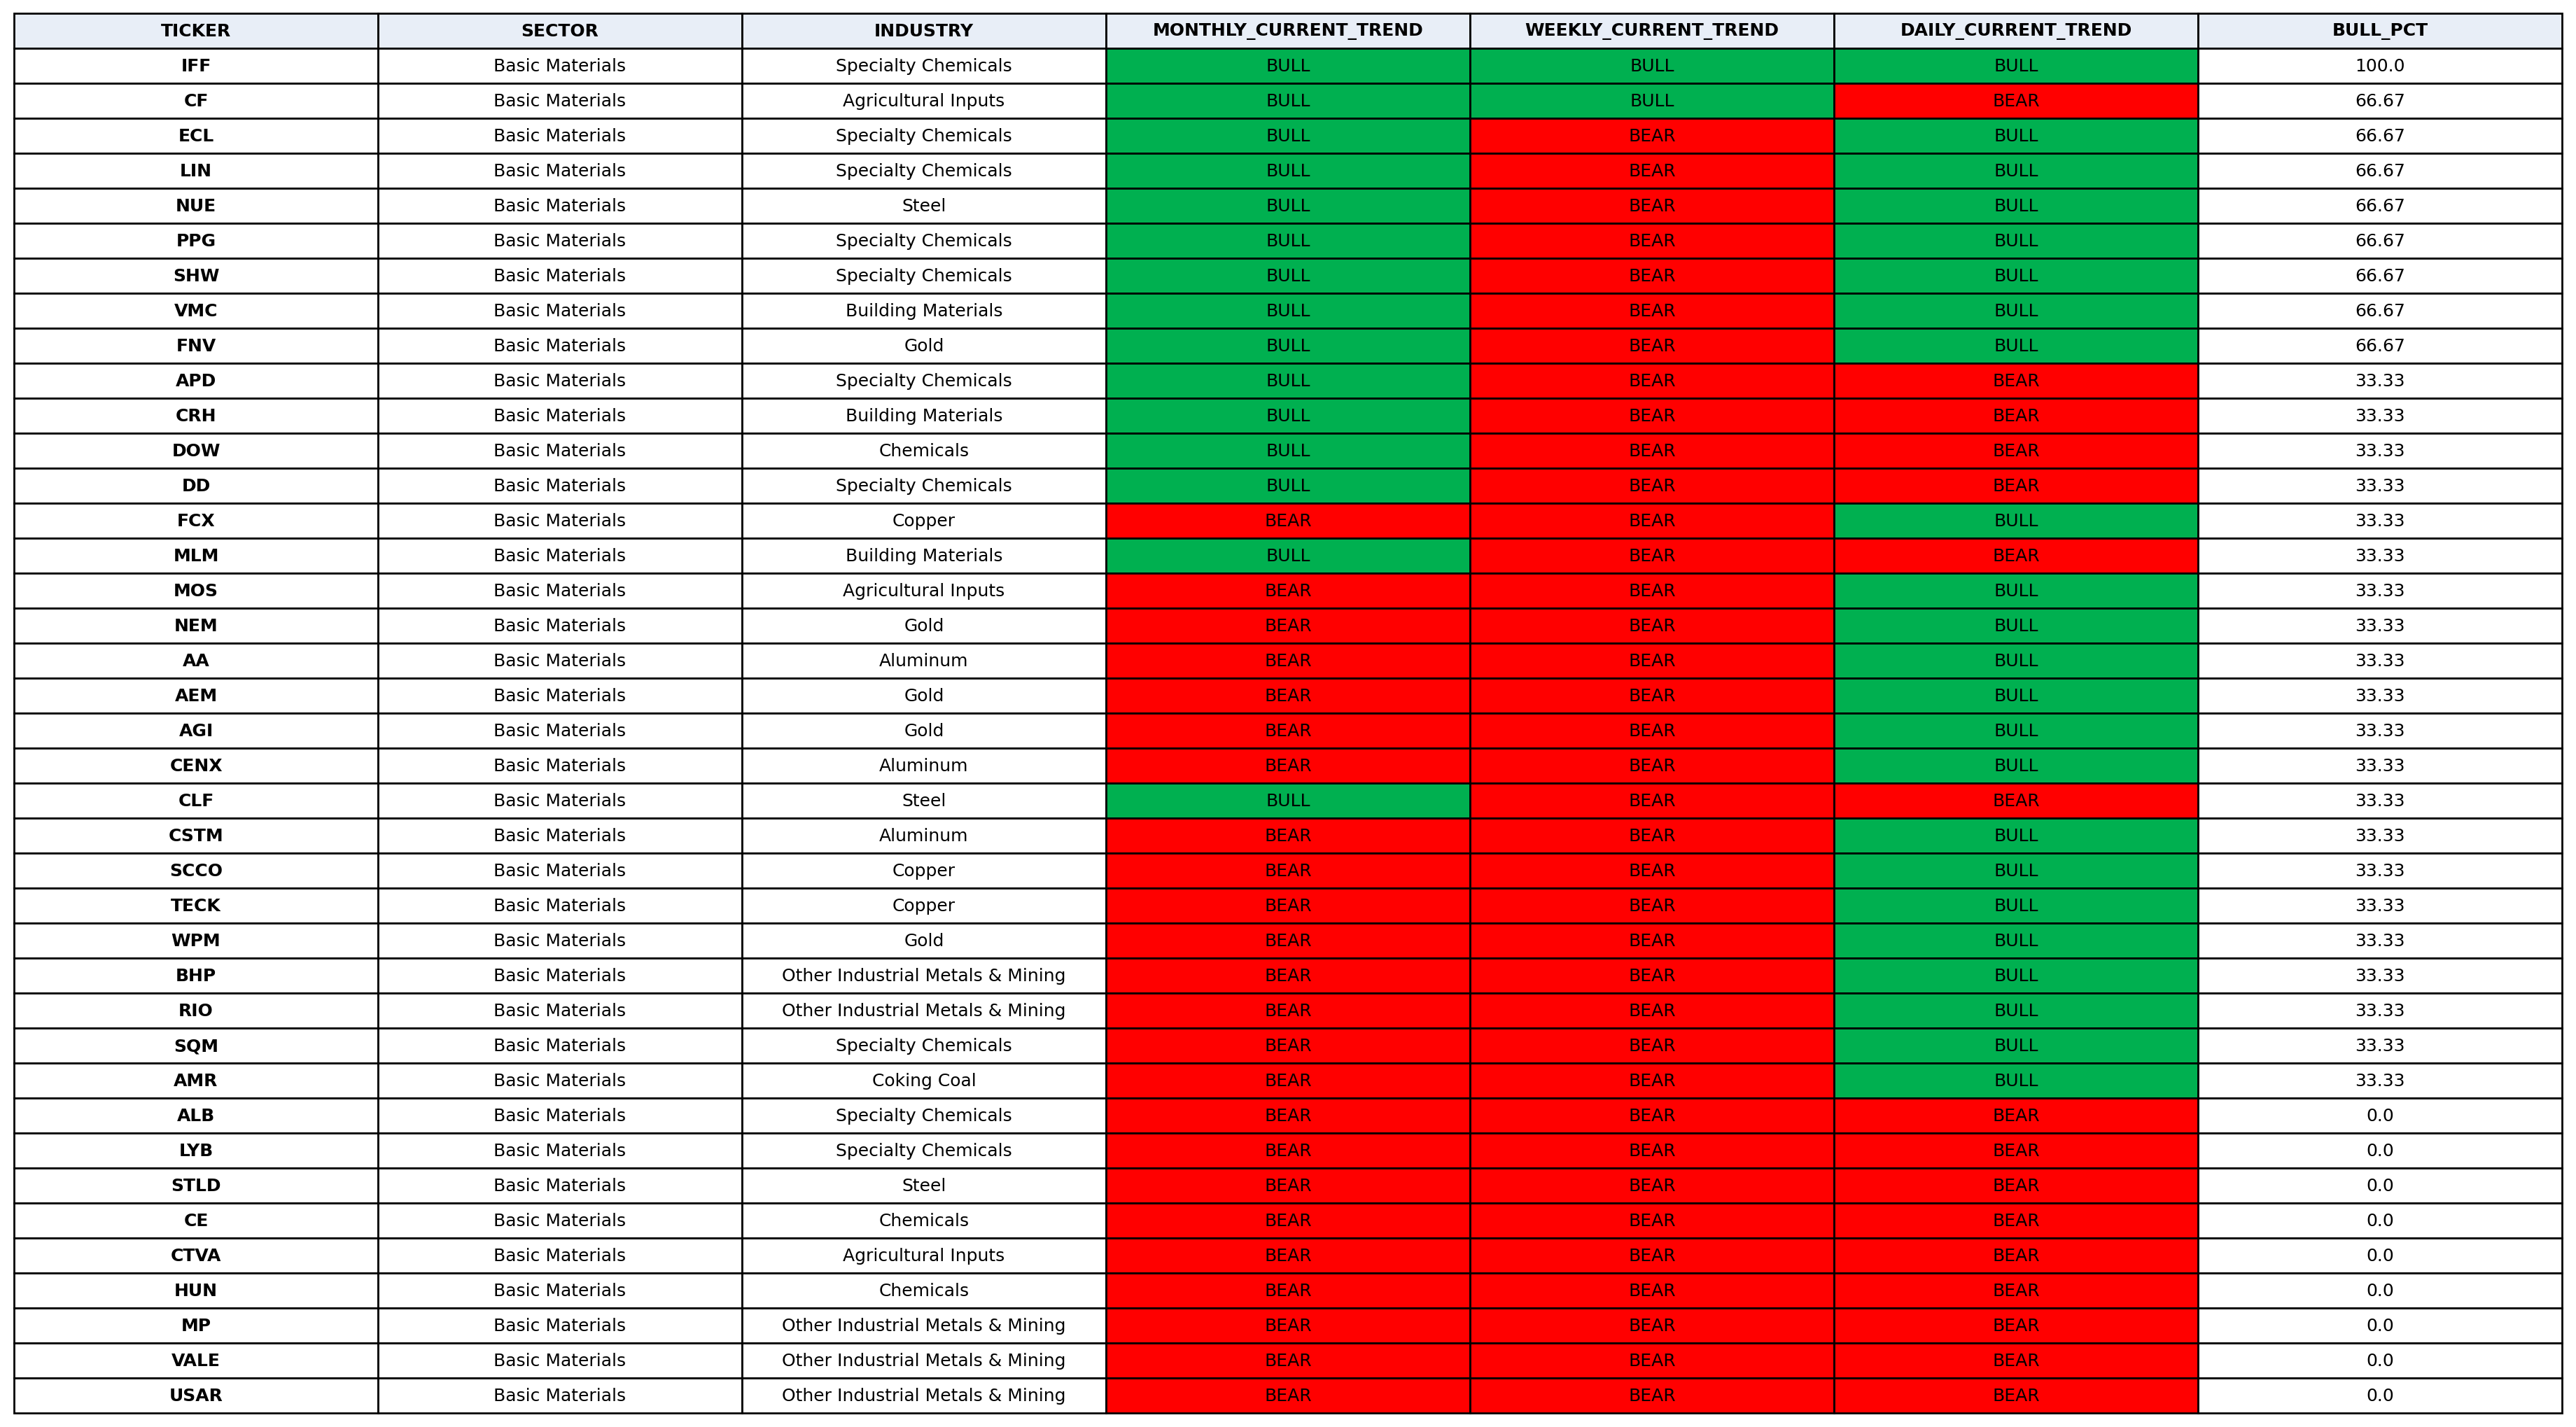 TICKER SECTOR INDUSTRY MONTHLY_CURRENT_TREND WEEKLY_CURRENT_TREND DAILY_CURRENT_TREND BULL_PCT
IFF Basic Materials Specialty Chemicals BULL BULL BULL 100.0
CF Basic Materials Agricultural Inputs BULL BULL BEAR 66.67
ECL Basic Materials Specialty Chemicals BULL BEAR BULL 66.67
LIN Basic Materials Specialty Chemicals BULL BEAR BULL 66.67
NUE Basic Materials Steel BULL BEAR BULL 66.67
PPG Basic Materials Specialty Chemicals BULL BEAR BULL 66.67
SHW Basic Materials Specialty Chemicals BULL BEAR BULL 66.67
VMC Basic Materials Building Materials BULL BEAR BULL 66.67
FNV Basic Materials Gold BULL BEAR BULL 66.67
APD Basic Materials Specialty Chemicals BULL BEAR BEAR 33.33
CRH Basic Materials Building Materials BULL BEAR BEAR 33.33
DOW Basic Materials Chemicals BULL BEAR BEAR 33.33
DD Basic Materials Specialty Chemicals BULL BEAR BEAR 33.33
FCX Basic Materials Copper BEAR BEAR BULL 33.33
MLM Basic Materials Building Materials BULL BEAR BEAR 33.33
MOS Basic Materials Agricultural Inputs BEAR BEAR BULL 33.33
NEM Basic Materials Gold BEAR BEAR BULL 33.33
AA Basic Materials Aluminum BEAR BEAR BULL 33.33
AEM Basic Materials Gold BEAR BEAR BULL 33.33
AGI Basic Materials Gold BEAR BEAR BULL 33.33
CENX Basic Materials Aluminum BEAR BEAR BULL 33.33
CLF Basic Materials Steel BULL BEAR BEAR 33.33
CSTM Basic Materials Aluminum BEAR BEAR BULL 33.33
SCCO Basic Materials Copper BEAR BEAR BULL 33.33
TECK Basic Materials Copper BEAR BEAR BULL 33.33
WPM Basic Materials Gold BEAR BEAR BULL 33.33
BHP Basic Materials Other Industrial Metals & Mining BEAR BEAR BULL 33.33
RIO Basic Materials Other Industrial Metals & Mining BEAR BEAR BULL 33.33
SQM Basic Materials Specialty Chemicals BEAR BEAR BULL 33.33
AMR Basic Materials Coking Coal BEAR BEAR BULL 33.33
ALB Basic Materials Specialty Chemicals BEAR BEAR BEAR 0.0
LYB Basic Materials Specialty Chemicals BEAR BEAR BEAR 0.0
STLD Basic Materials Steel BEAR BEAR BEAR 0.0
CE Basic Materials Chemicals BEAR BEAR BEAR 0.0
CTVA Basic Materials Agricultural Inputs BEAR BEAR BEAR 0.0
HUN Basic Materials Chemicals BEAR BEAR BEAR 0.0
MP Basic Materials Other Industrial Metals & Mining BEAR BEAR BEAR 0.0
VALE Basic Materials Other Industrial Metals & Mining BEAR BEAR BEAR 0.0
USAR Basic Materials Other Industrial Metals & Mining BEAR BEAR BEAR 0.0